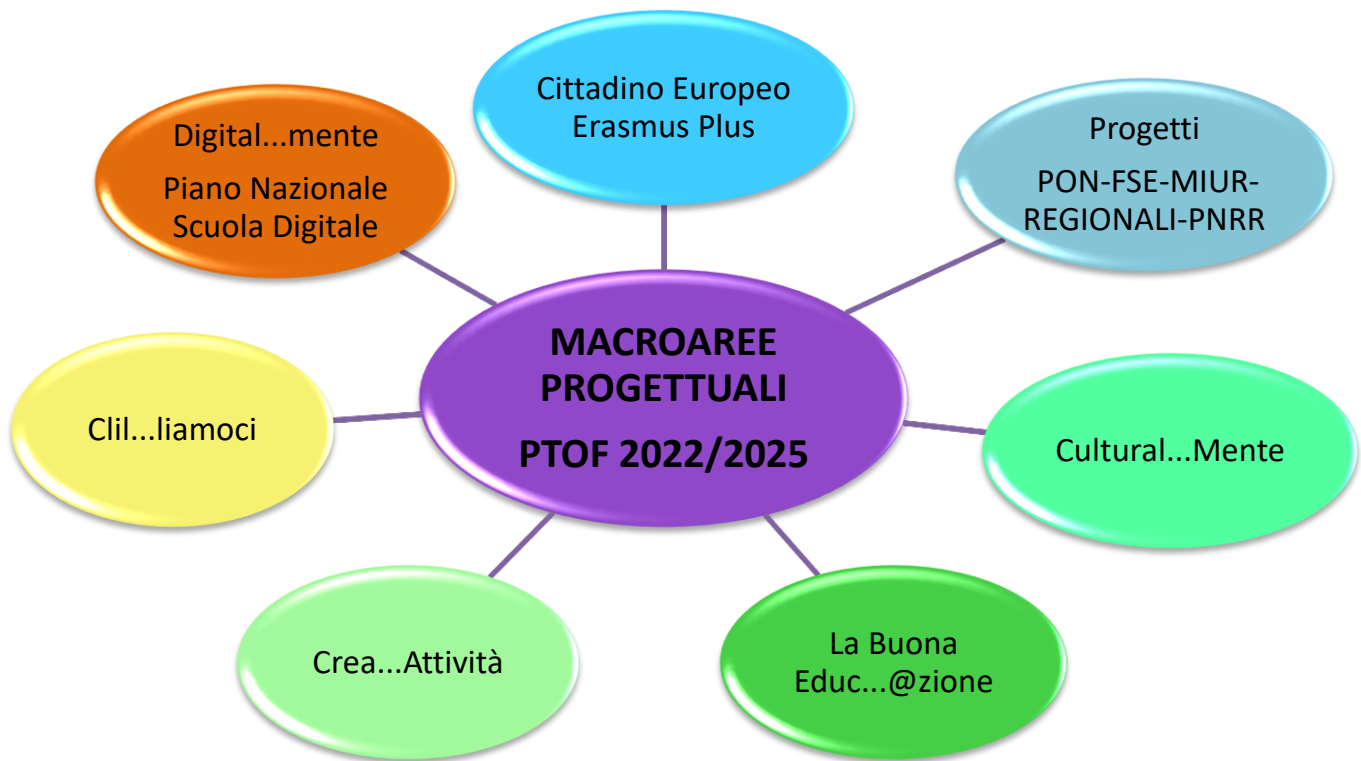 Cittadino Europeo
Erasmus Plus
Digital...mente
Piano Nazionale
Scuola Digitale
Progetti
PON-FSE-MIUR-
REGIONALI-PNRR
MACROAREE
PROGETTUALI
PTOF 2022/2025
Clil...liamoci
Cultural...Mente
Crea...Attività
La Buona
Educ...@zione